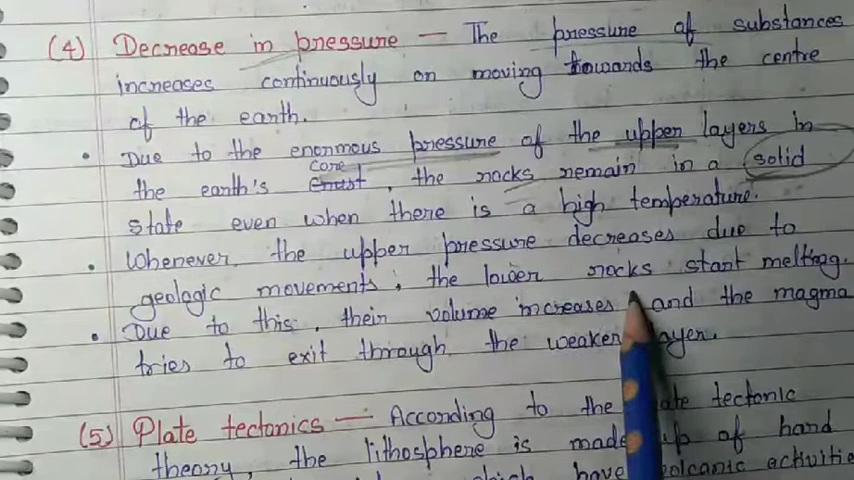 (4) Decrease in pressure — The pressure of substances
increases continuously on moving towards the centre
of the earth.
• Due to the enormous pressure of the upper layers in
core
the earth's crust, the rocks remain in a solid
state even when there is a high temperature.
• Whenever the upper pressure decreases due to
geologic movements, the lower rocks start melting.
• Due to this, their volume increases and the magma
tries to exit through the weaker layer.
(5) Plate tectonics — According to the plate tectonic
theory, the lithosphere is made up of hard
which have volcanic activitie